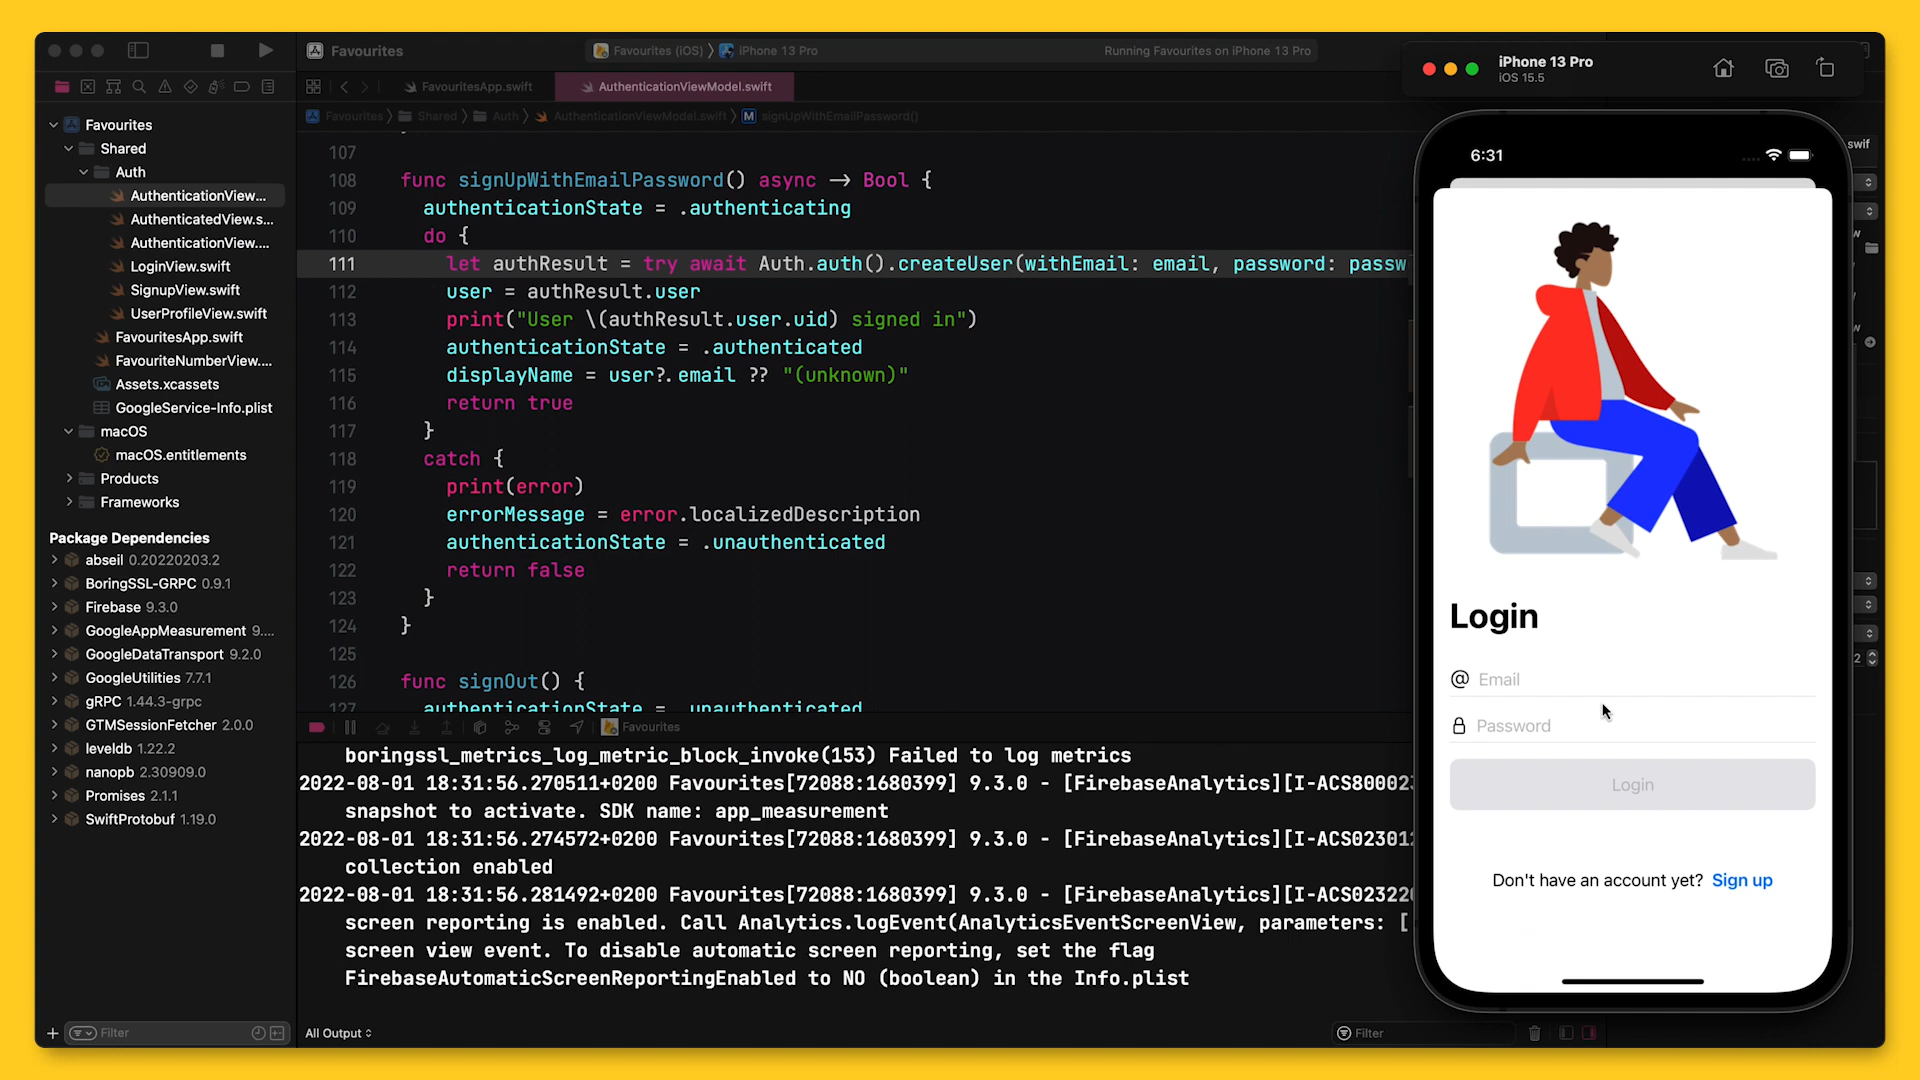 Favourites
Favourites (iOS) 〉 iPhone 13 Pro
Running Favourites on iPhone 13 Pro
FavouritesApp.swift
AuthenticationViewModel.swift
Favourites 〉 Shared 〉 Auth 〉 AuthenticationViewModel.swift 〉 M signUpWithEmailPassword()
Favourites
Shared
Auth
AuthenticationView...
AuthenticatedView.s...
AuthenticationView....
LoginView.swift
SignupView.swift
UserProfileView.swift
FavouritesApp.swift
FavouriteNumberView....
Assets.xcassets
GoogleService-Info.plist
macOS
macOS.entitlements
Products
Frameworks
Package Dependencies
abseil 0.20220203.2
BoringSSL-GRPC 0.9.1
Firebase 9.3.0
GoogleAppMeasurement 9....
GoogleDataTransport 9.2.0
GoogleUtilities 7.7.1
gRPC 1.44.3-grpc
GTMSessionFetcher 2.0.0
leveldb 1.22.2
nanopb 2.30909.0
Promises 2.1.1
SwiftProtobuf 1.19.0
Filter
107
108 func signUpWithEmailPassword() async -> Bool {
109 authenticationState = .authenticating
110 do {
111 let authResult = try await Auth.auth().createUser(withEmail: email, password: passw
112 user = authResult.user
113 print("User \(authResult.user.uid) signed in")
114 authenticationState = .authenticated
115 displayName = user?.email ?? "(unknown)"
116 return true
117 }
118 catch {
119 print(error)
120 errorMessage = error.localizedDescription
121 authenticationState = .unauthenticated
122 return false
123 }
124 }
125
126 func signOut() {
127 authenticationState = .unauthenticated
Favourites
boringssl_metrics_log_metric_block_invoke(153) Failed to log metrics
2022-08-01 18:31:56.270511+0200 Favourites[72088:1680399] 9.3.0 - [FirebaseAnalytics][I-ACS800023
snapshot to activate. SDK name: app_measurement
2022-08-01 18:31:56.274572+0200 Favourites[72088:1680399] 9.3.0 - [FirebaseAnalytics][I-ACS023012
collection enabled
2022-08-01 18:31:56.281492+0200 Favourites[72088:1680399] 9.3.0 - [FirebaseAnalytics][I-ACS023220
screen reporting is enabled. Call Analytics.logEvent(AnalyticsEventScreenView, parameters: [
screen view event. To disable automatic screen reporting, set the flag
FirebaseAutomaticScreenReportingEnabled to NO (boolean) in the Info.plist
All Output
Filter
iPhone 13 Pro
iOS 15.5
swif
2
6:31
Login
@ Email
Password
Login
Don't have an account yet? Sign up